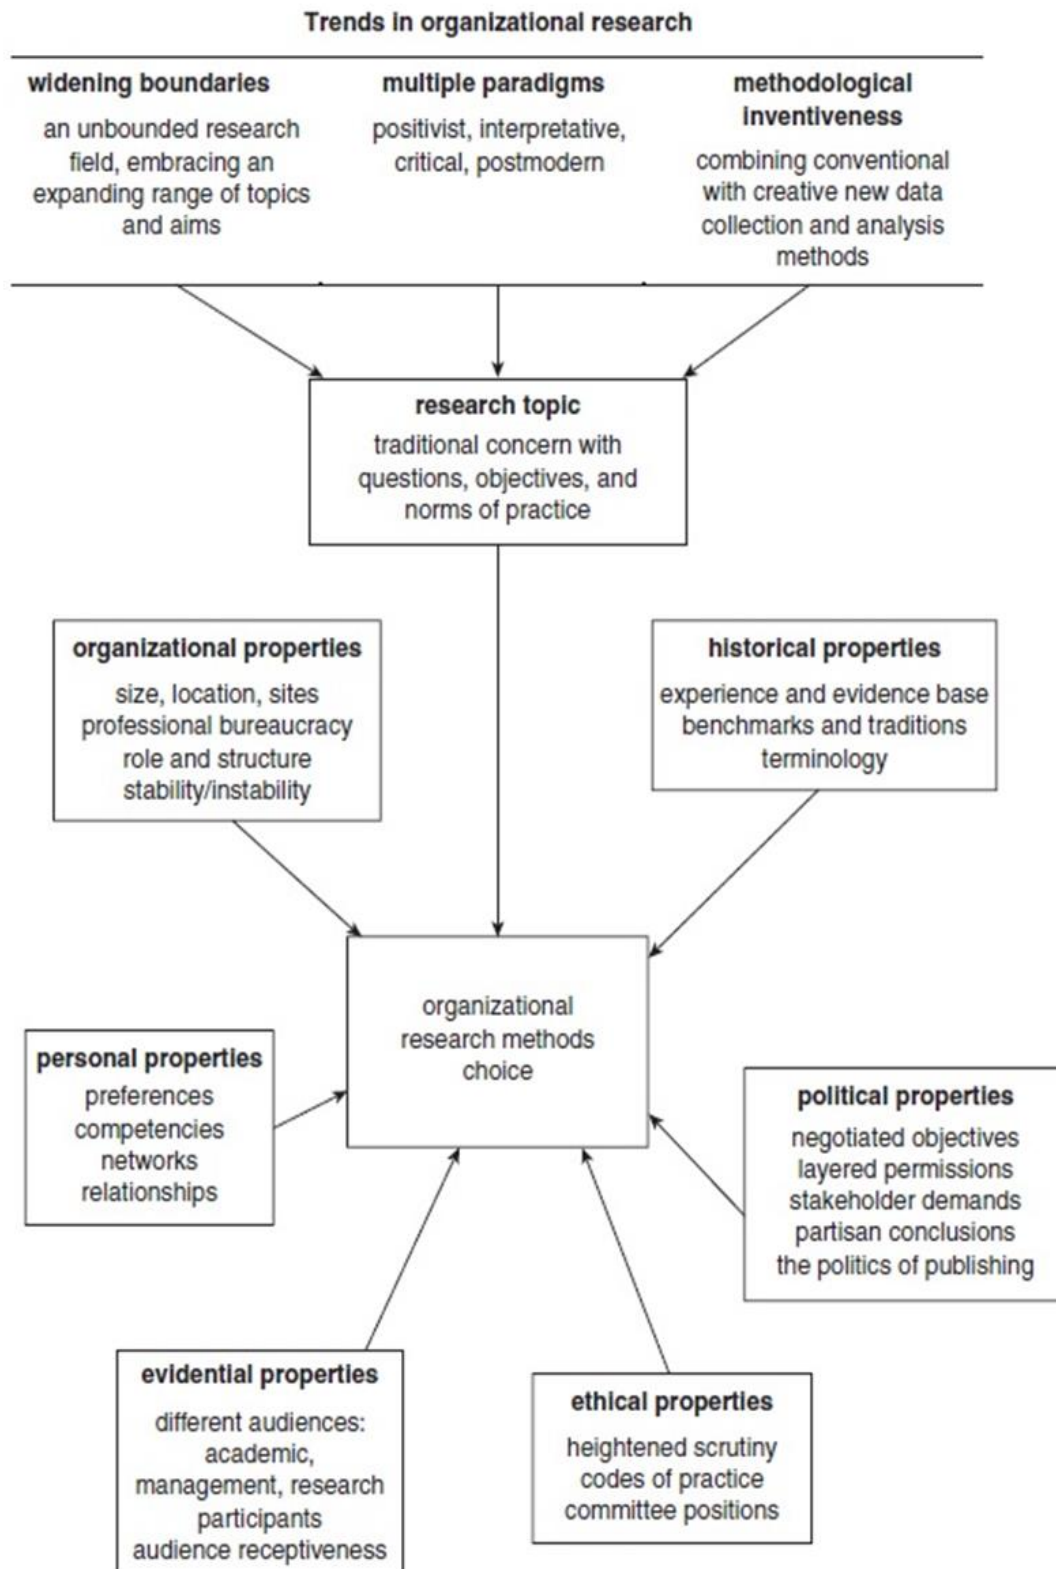 Trends in organizational research
widening boundaries
an unbounded research
field, embracing an
expanding range of topics
and aims
multiple paradigms
positivist, interpretative,
critical, postmodern
methodological
inventiveness
combining conventional
with creative new data
collection and analysis
methods
research topic
traditional concern with
questions, objectives, and
norms of practice
organizational properties
size, location, sites
professional bureaucracy
role and structure
stability/instability
historical properties
experience and evidence base
benchmarks and traditions
terminology
organizational
research methods
choice
personal properties
preferences
competencies
networks
relationships
political properties
negotiated objectives
layered permissions
stakeholder demands
partisan conclusions
the politics of publishing
evidential properties
different audiences:
academic,
management, research
participants
audience receptiveness
ethical properties
heightened scrutiny
codes of practice
committee positions